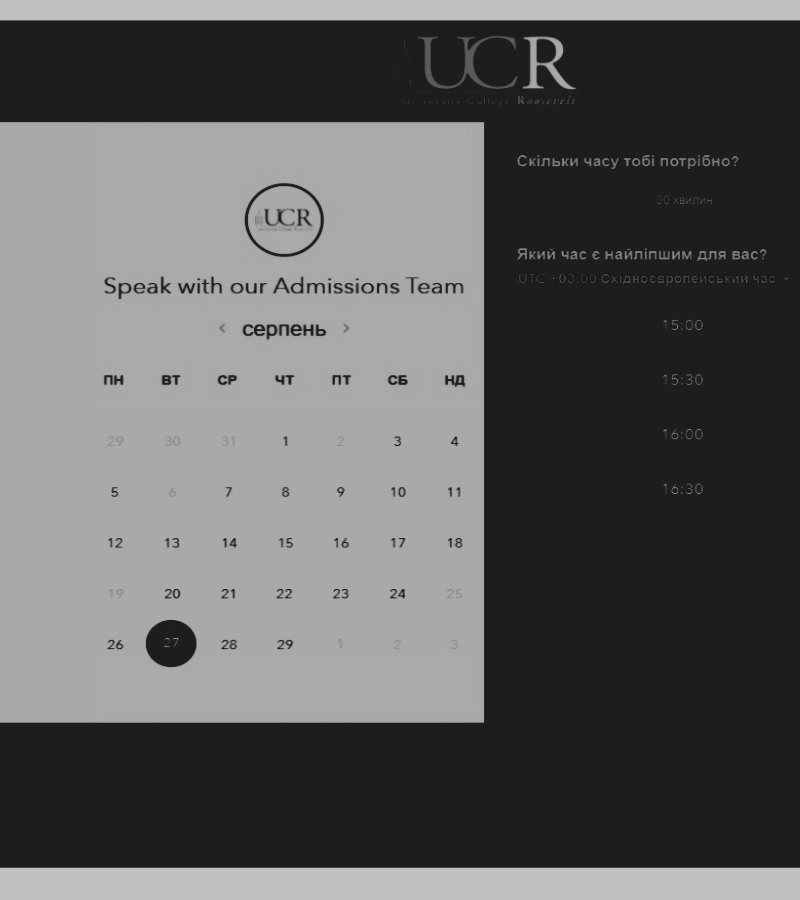 UCR
University College Roosevelt
UCR
Speak with our Admissions Team
< серпень >
ПН ВТ СР ЧТ ПТ СБ НД
29 30 31 1 2 3 4
5 6 7 8 9 10 11
12 13 14 15 16 17 18
19 20 21 22 23 24 25
26 27 28 29 1 2 3
Скільки часу тобі потрібно?
30 хвилин
Який час є найліпшим для вас?
UTC +03:00 Східноєвропейський час
15:00
15:30
16:00
16:30